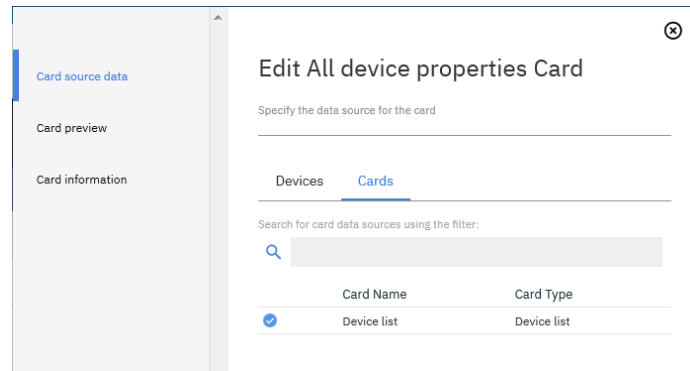 Card source data
Card preview
Card information
Edit All device properties Card
Specify the data source for the card
Devices Cards
Search for card data sources using the filter:
Card Name Card Type
Device list Device list